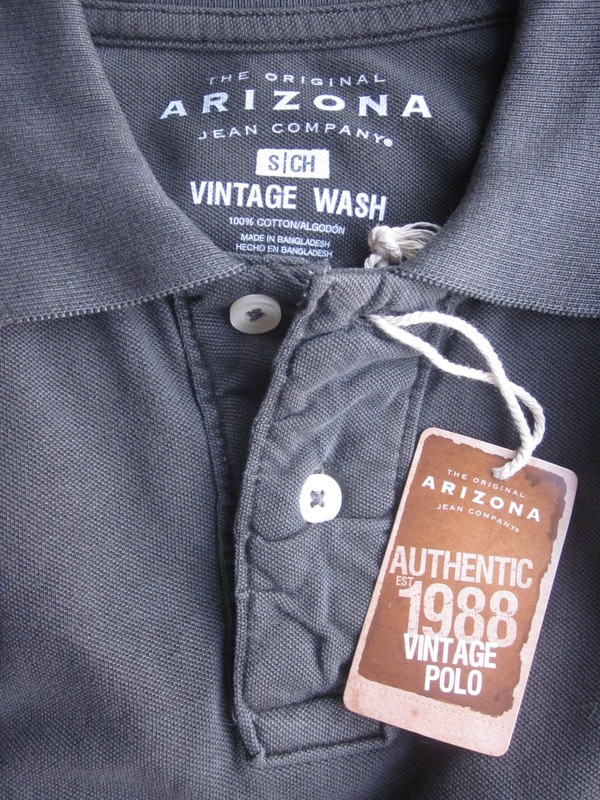 THE ORIGINAL
ARIZONA
JEAN COMPANY®
S|CH
VINTAGE WASH
100% COTTON/ALGODÓN
MADE IN BANGLADESH
HECHO EN BANGLADESH
THE ORIGINAL
ARIZONA
JEAN COMPANY®
AUTHENTIC
EST 1988
VINTAGE
POLO